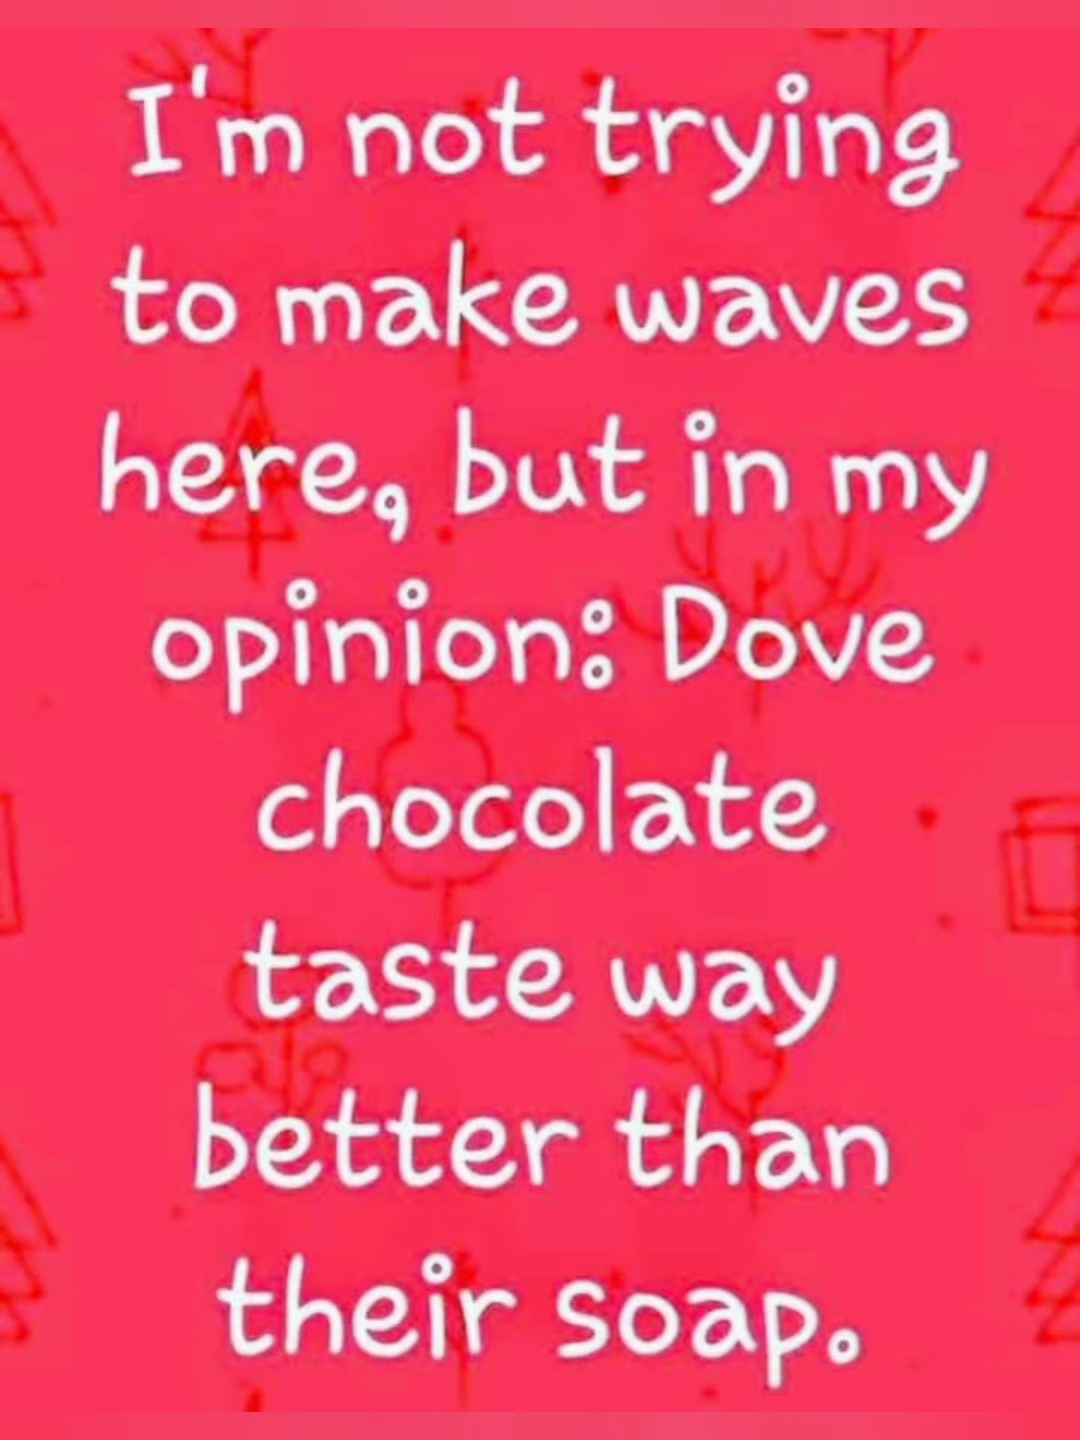 I'm not trying
to make waves
here, but in my
opinion: Dove
chocolate
taste way
better than
their soap.